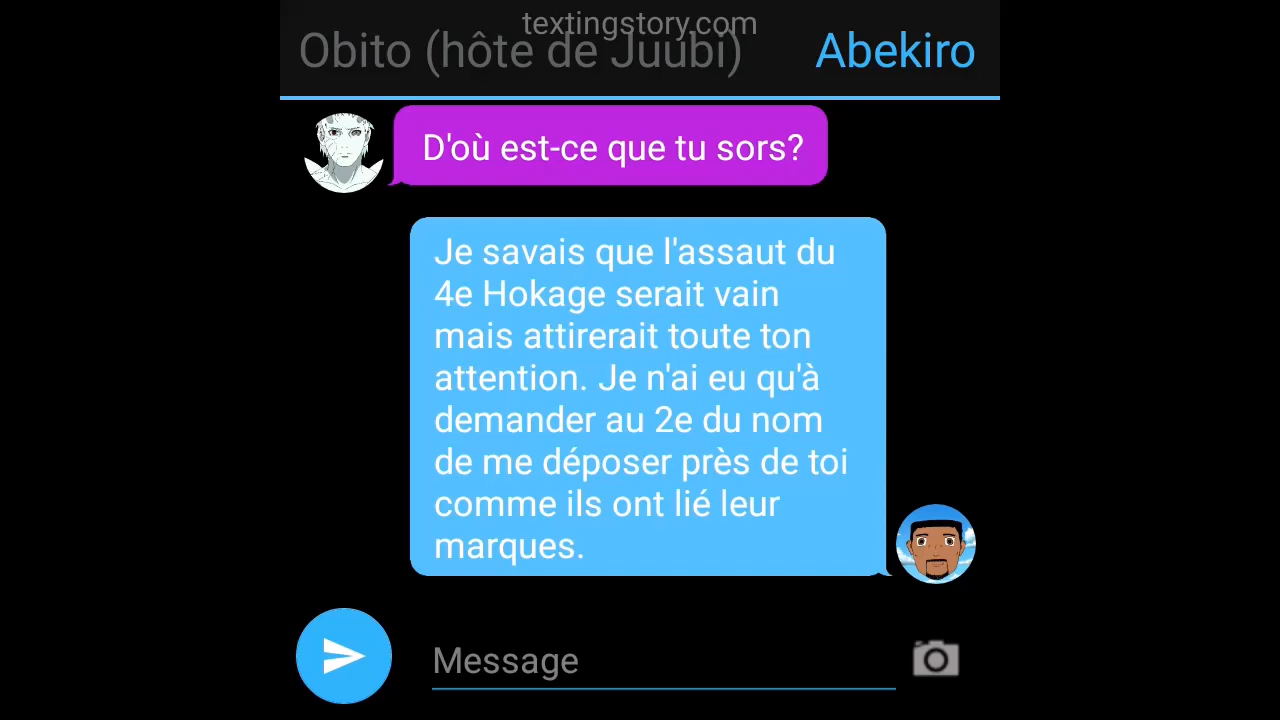 textingstory.com
Obito (hôte de Juubi) Abekiro
D'où est-ce que tu sors?
Je savais que l'assaut du
4e Hokage serait vain
mais attirerait toute ton
attention. Je n'ai eu qu'à
demander au 2e du nom
de me déposer près de toi
comme ils ont lié leur
marques.
Message